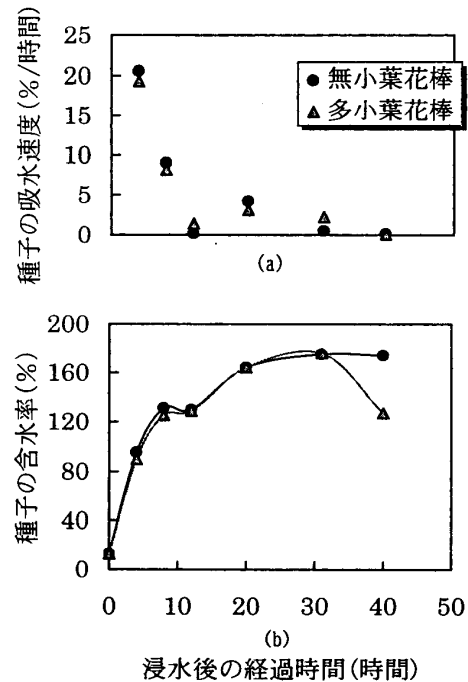 種子の吸水速度(%/時間)
25
20
15
10
5
0
● 無小葉花棒
▲ 多小葉花棒
(a)
種子の含水率(%)
200
160
120
80
40
0
0 10 20 30 40 50
(b)
浸水後の経過時間(時間)